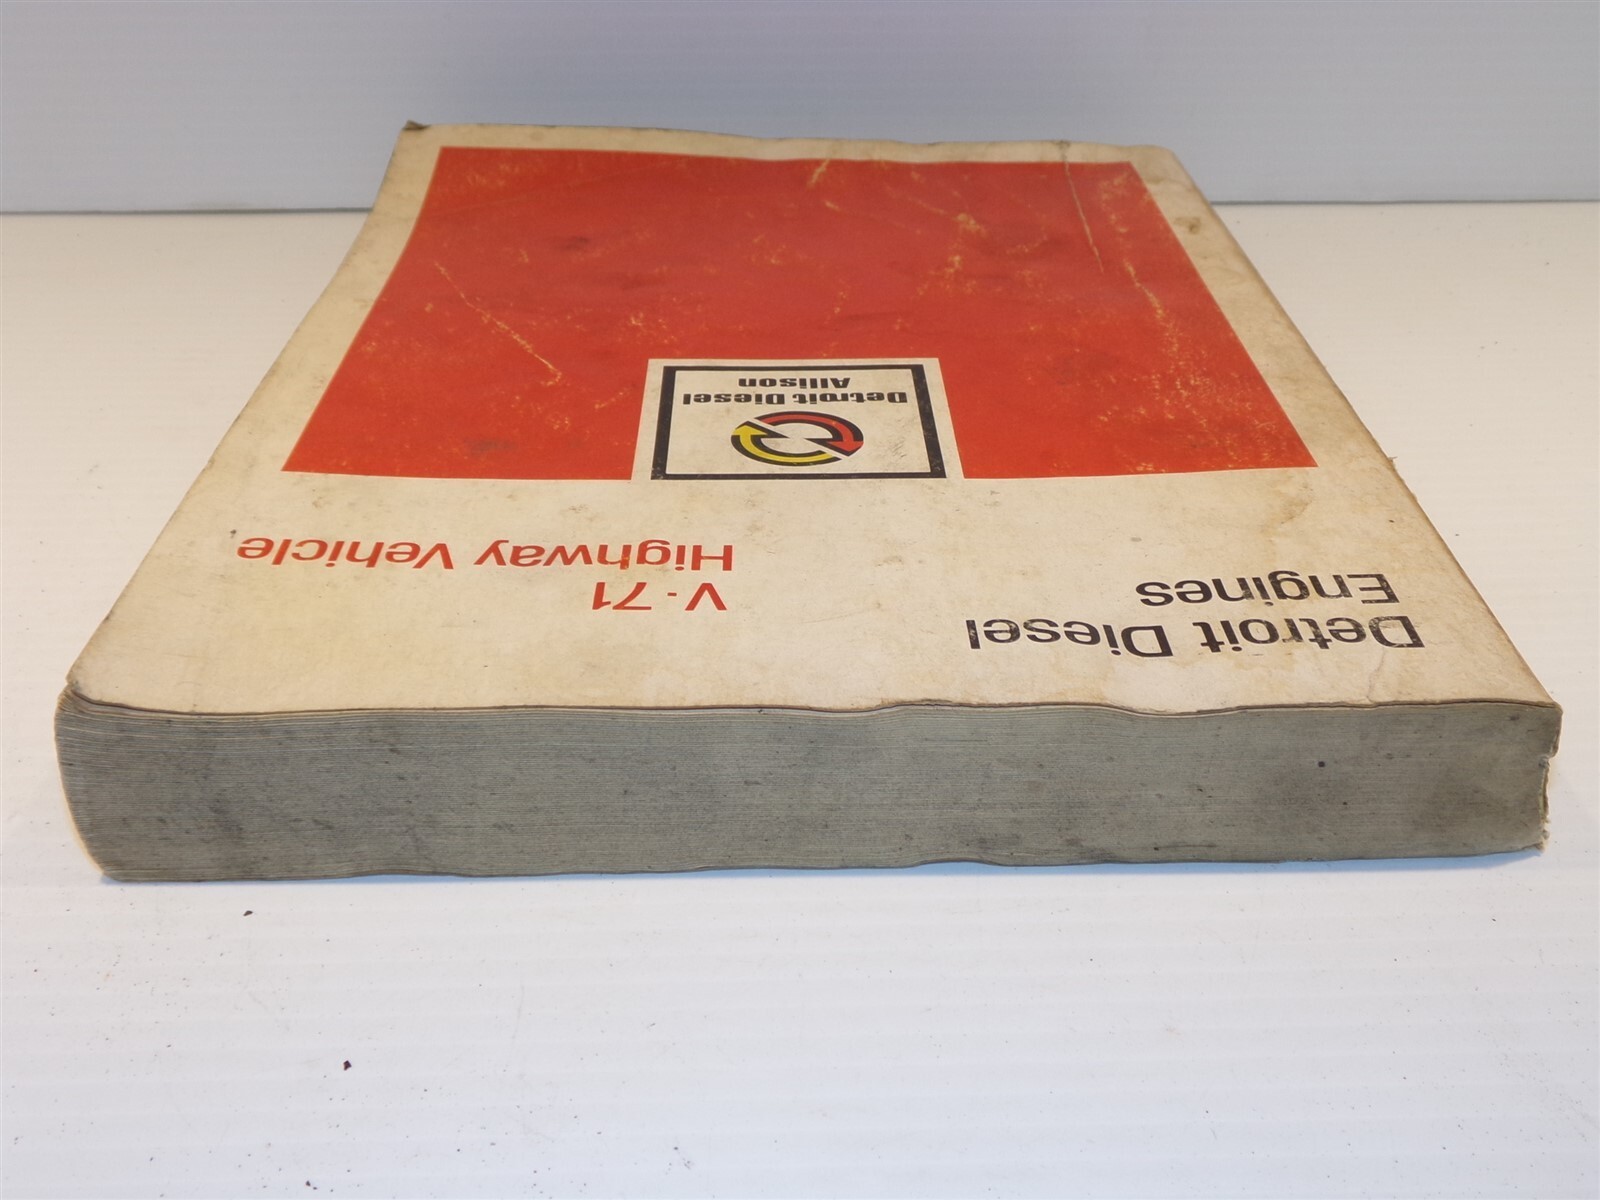 Detroit Diesel
Engines
V-71
Highway Vehicle
Detroit Diesel
Allison